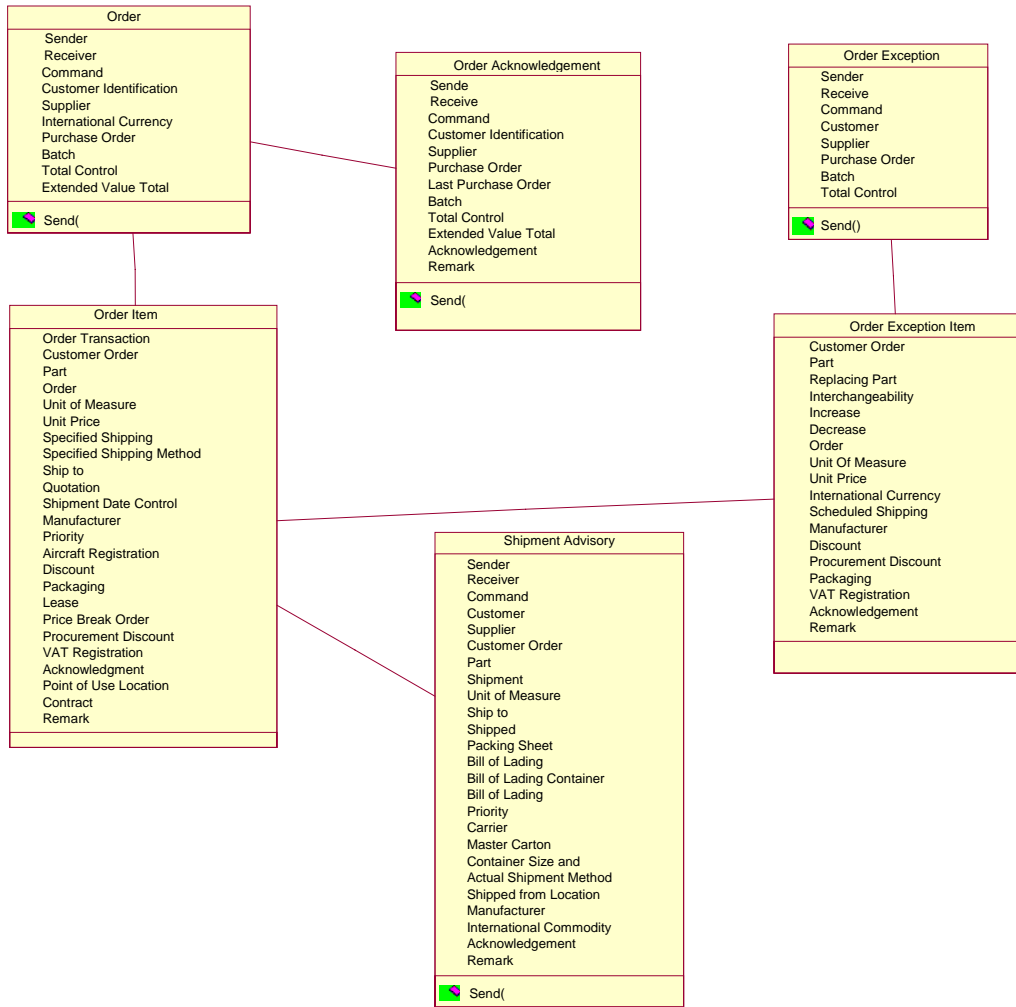 Order
Sender
Receiver
Command
Customer Identification
Supplier
International Currency
Purchase Order
Batch
Total Control
Extended Value Total
Send(
Order Acknowledgement
Sende
Receive
Command
Customer Identification
Supplier
Purchase Order
Last Purchase Order
Batch
Total Control
Extended Value Total
Acknowledgement
Remark
Send(
Order Exception
Sender
Receive
Command
Customer
Supplier
Purchase Order
Batch
Total Control
Send()
Order Item
Order Transaction
Customer Order
Part
Order
Unit of Measure
Unit Price
Specified Shipping
Specified Shipping Method
Ship to
Quotation
Shipment Date Control
Manufacturer
Priority
Aircraft Registration
Discount
Packaging
Lease
Price Break Order
Procurement Discount
VAT Registration
Acknowledgment
Point of Use Location
Contract
Remark
Order Exception Item
Customer Order
Part
Replacing Part
Interchangeability
Increase
Decrease
Order
Unit Of Measure
Unit Price
International Currency
Scheduled Shipping
Manufacturer
Discount
Procurement Discount
Packaging
VAT Registration
Acknowledgement
Remark
Shipment Advisory
Sender
Receiver
Command
Customer
Supplier
Customer Order
Part
Shipment
Unit of Measure
Ship to
Shipped
Packing Sheet
Bill of Lading
Bill of Lading Container
Bill of Lading
Priority
Carrier
Master Carton
Container Size and
Actual Shipment Method
Shipped from Location
Manufacturer
International Commodity
Acknowledgement
Remark
Send(